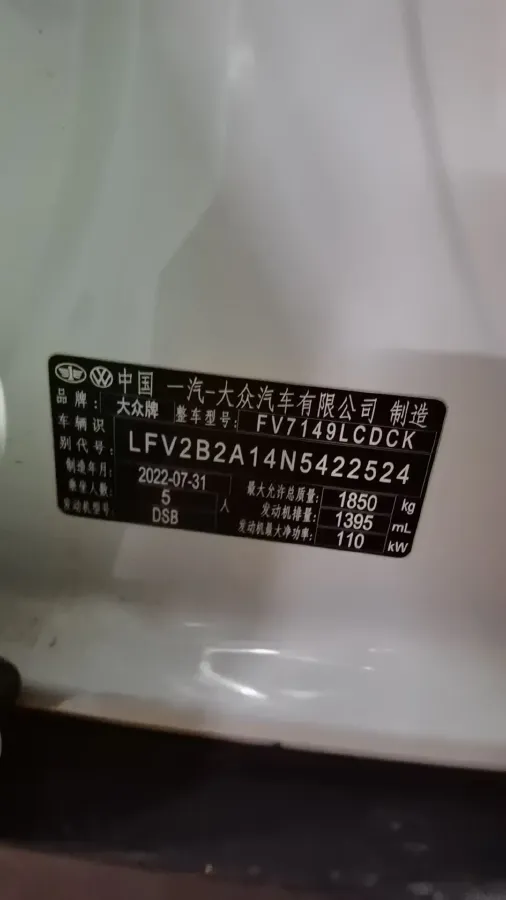 中国 一汽-大众汽车有限公司 制造
品牌: 大众牌 整车型号: FV7149LCDCK
车辆识别代号: LFV2B2A14N5422524
制造年月: 2022-07-31 最大允许总质量: 1850 kg
乘坐人数: 5 人 发动机排量: 1395 mL
发动机型号: DSB 发动机最大净功率: 110 kW